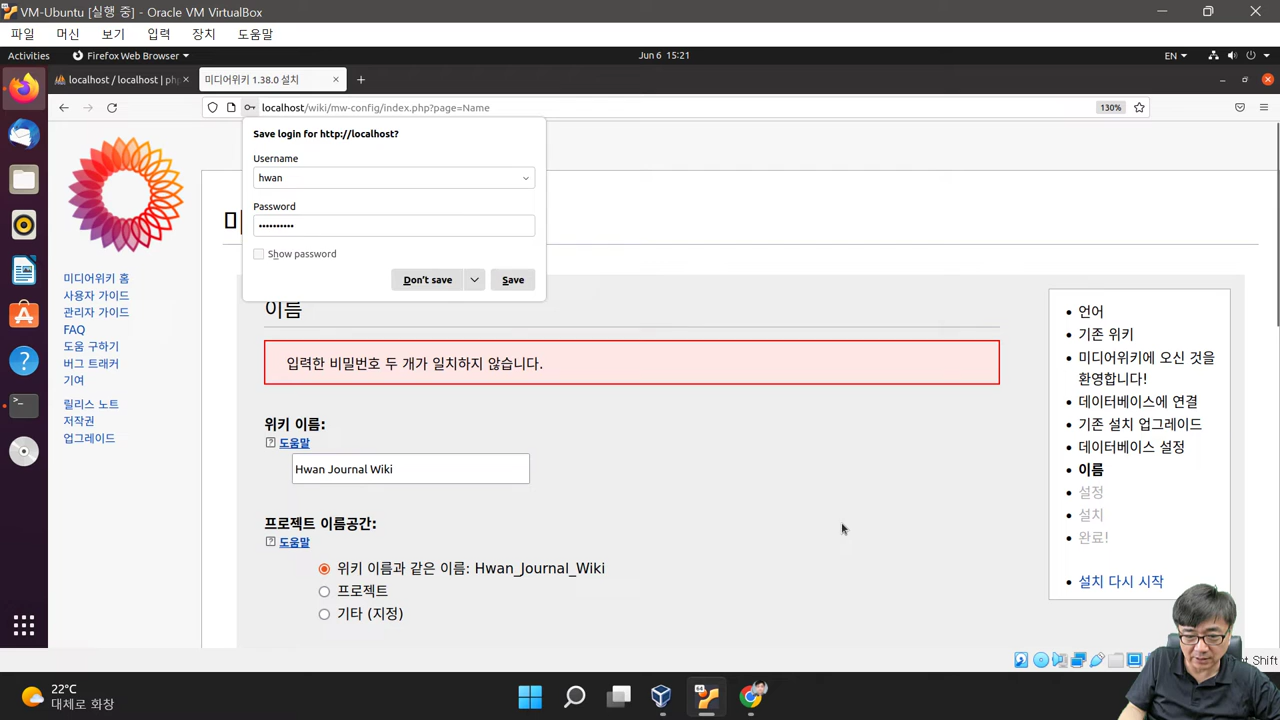 VM-Ubuntu [실행 중] - Oracle VM VirtualBox
파일 머신 보기 입력 장치 도움말
Activities Firefox Web Browser Jun 6 15:21 EN
localhost / localhost | ph 미디어위키 1.38.0 설치
localhost/wiki/mw-config/index.php?page=Name 130%
Save login for http://localhost?
Username
hwan
Password
••••••••••
Show password
Don't save Save
미
이름
입력한 비밀번호 두 개가 일치하지 않습니다.
위키 이름:
도움말
Hwan Journal Wiki
프로젝트 이름공간:
도움말
위키 이름과 같은 이름: Hwan_Journal_Wiki
프로젝트
기타 (지정)
미디어위키 홈
사용자 가이드
관리자 가이드
FAQ
도움 구하기
버그 트래커
기여
릴리스 노트
저작권
업그레이드
언어
기존 위키
미디어위키에 오신 것을
환영합니다!
데이터베이스에 연결
기존 설치 업그레이드
데이터베이스 설정
이름
설정
설치
완료!
설치 다시 시작
Shift
22°C
대체로 화창